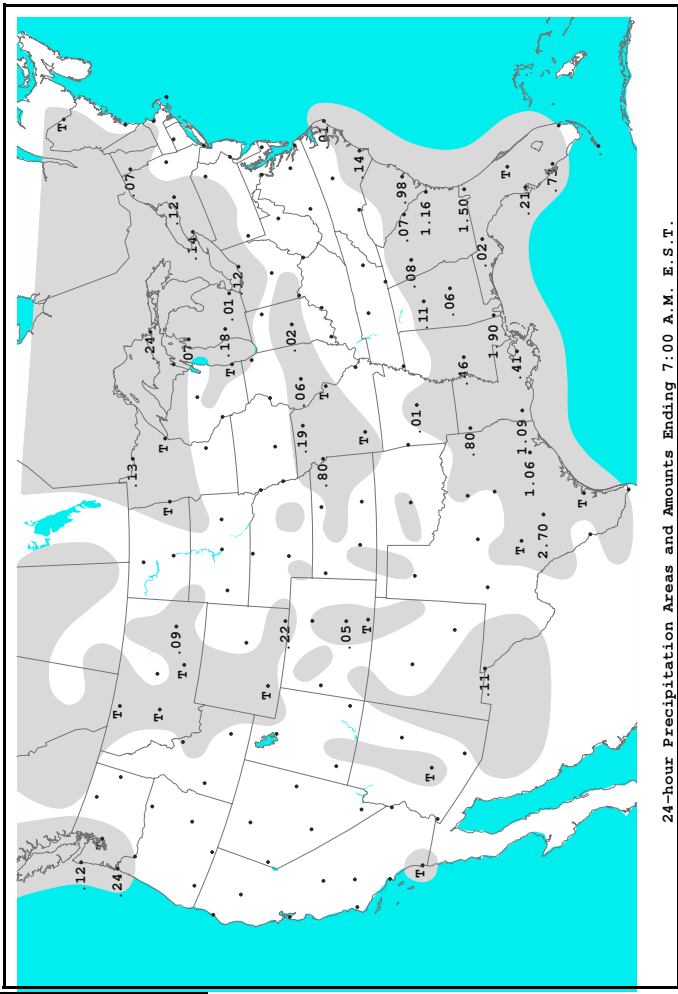 T
.12
.24
T
.07
.13
.24
T
T
T
.12
.09
T
.07
.14
.18
.01
T
.12
T
.22
.02
.06
.19
.80
T
.05
.14
T
T
.98
.07
.08
.01
T
.11
1.16
T
.06
.46
1.50
.80
.02
.11
1.90
T
.41
T
1.09
.21
1.06
2.70
.73
T
24-hour Precipitation Areas and Amounts Ending 7:00 A.M. E.S.T.